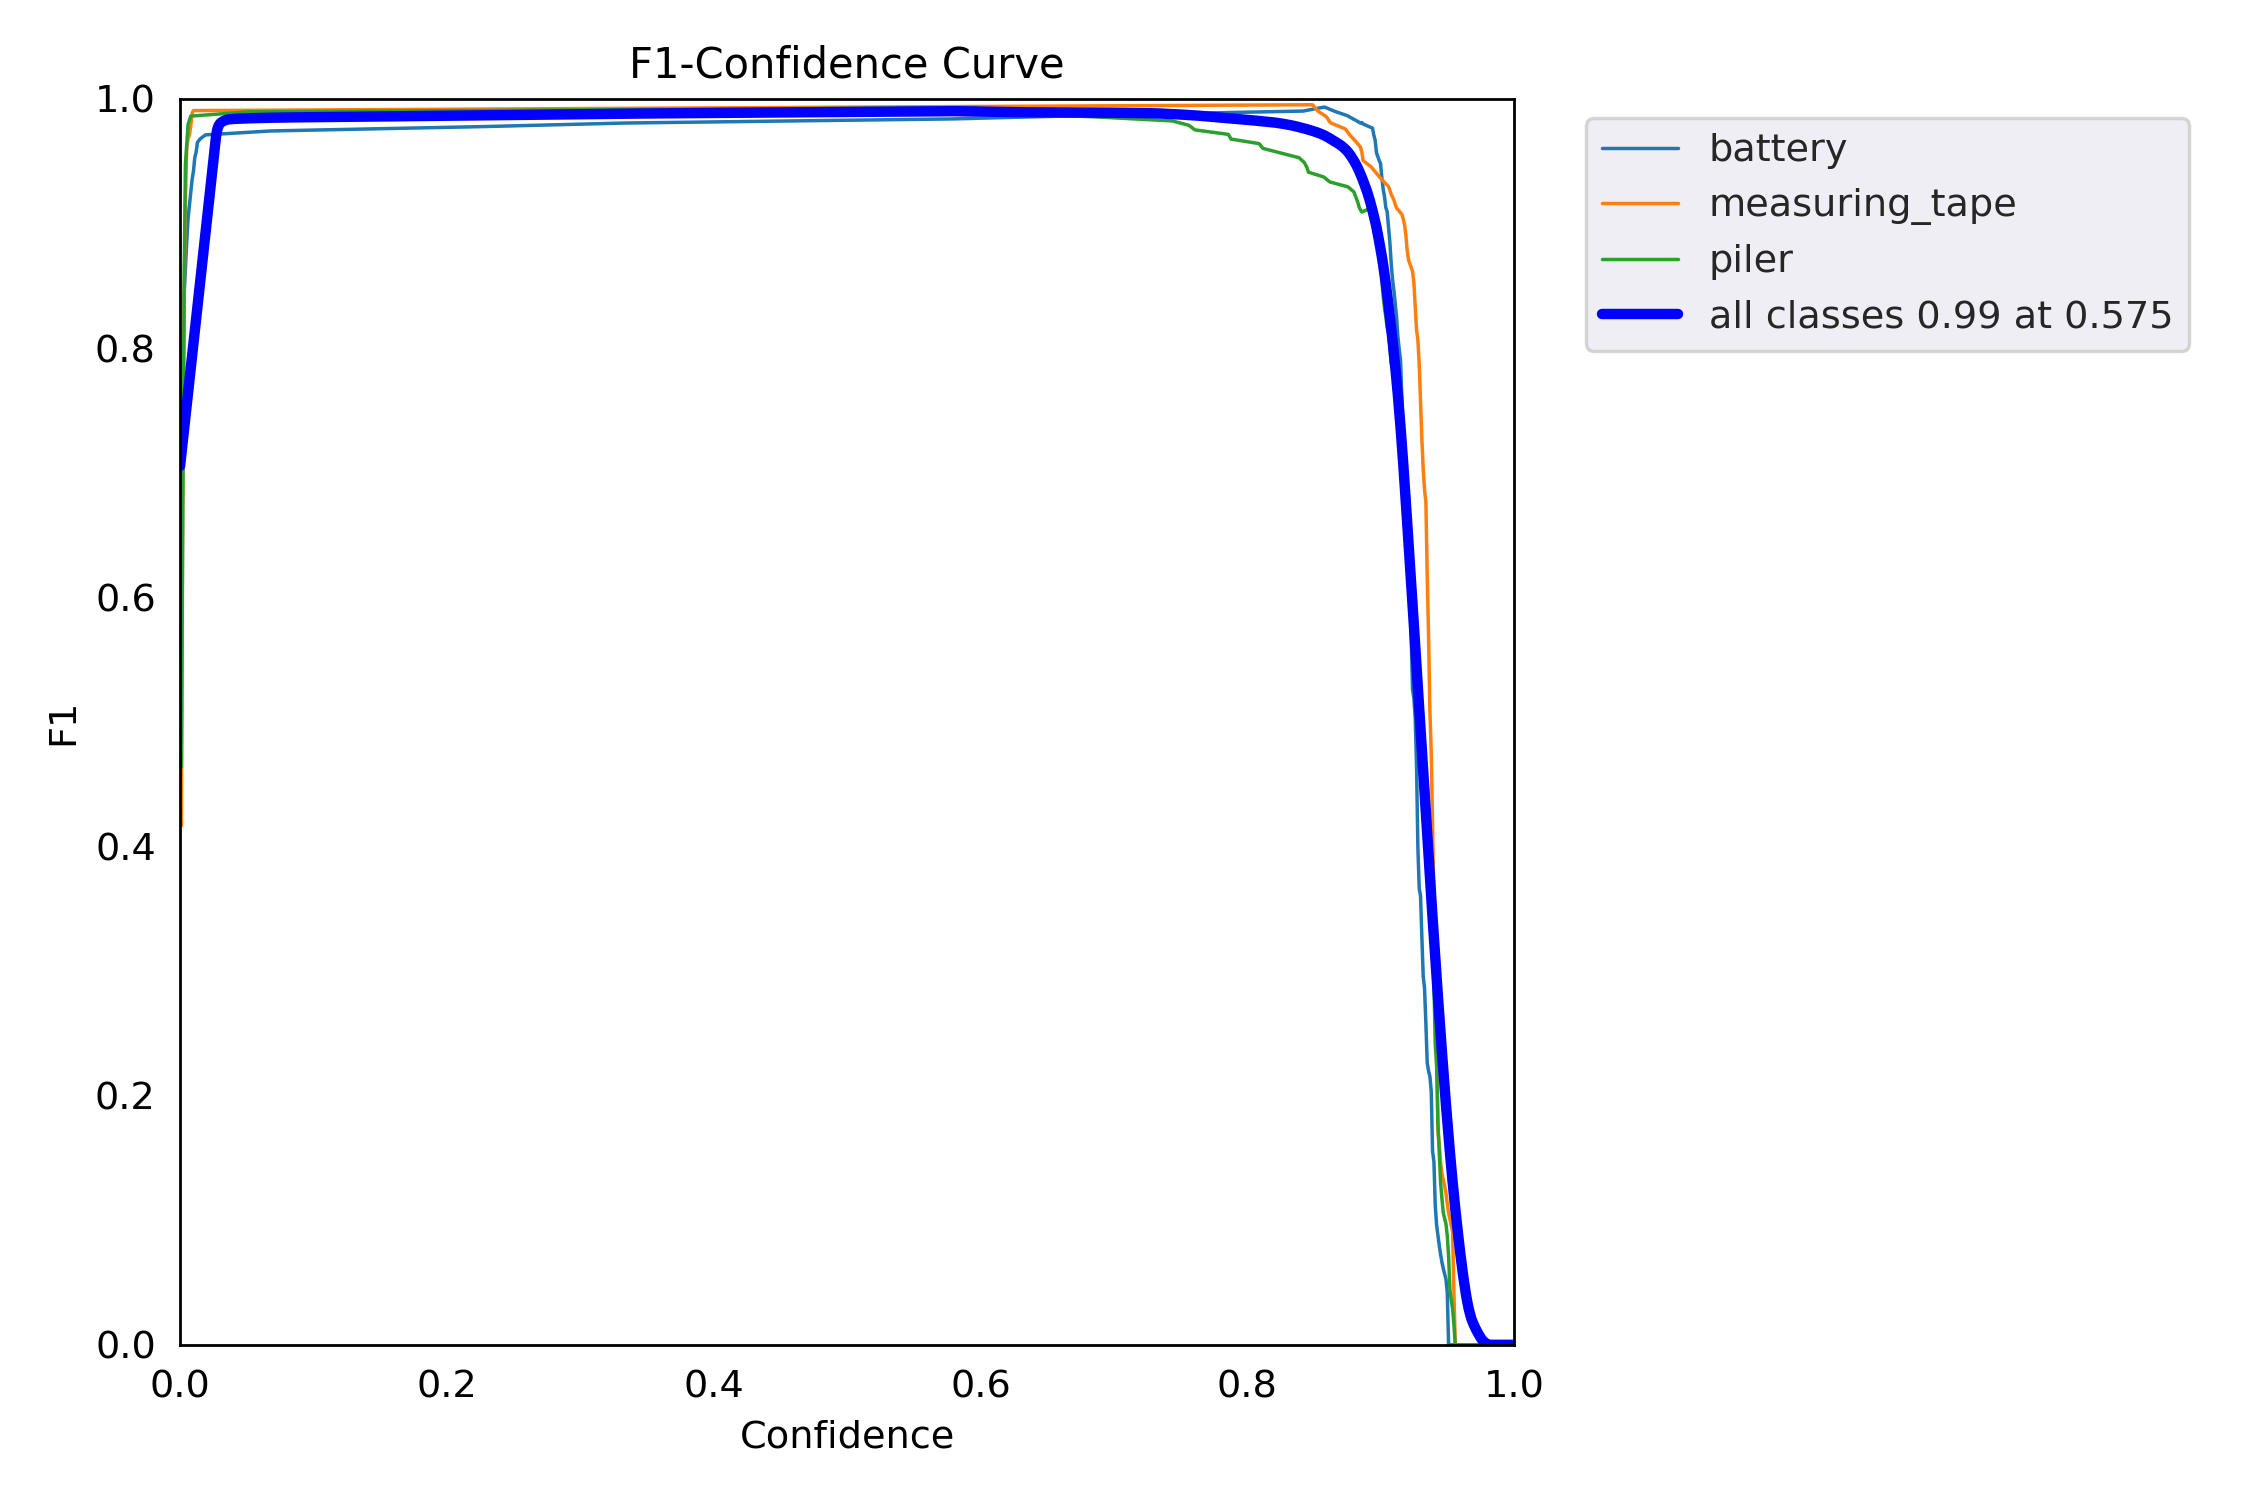 F1-Confidence Curve
battery
measuring_tape
piler
all classes 0.99 at 0.575
F1
1.0
0.8
0.6
0.4
0.2
0.0
0.0 0.2 0.4 0.6 0.8 1.0
Confidence